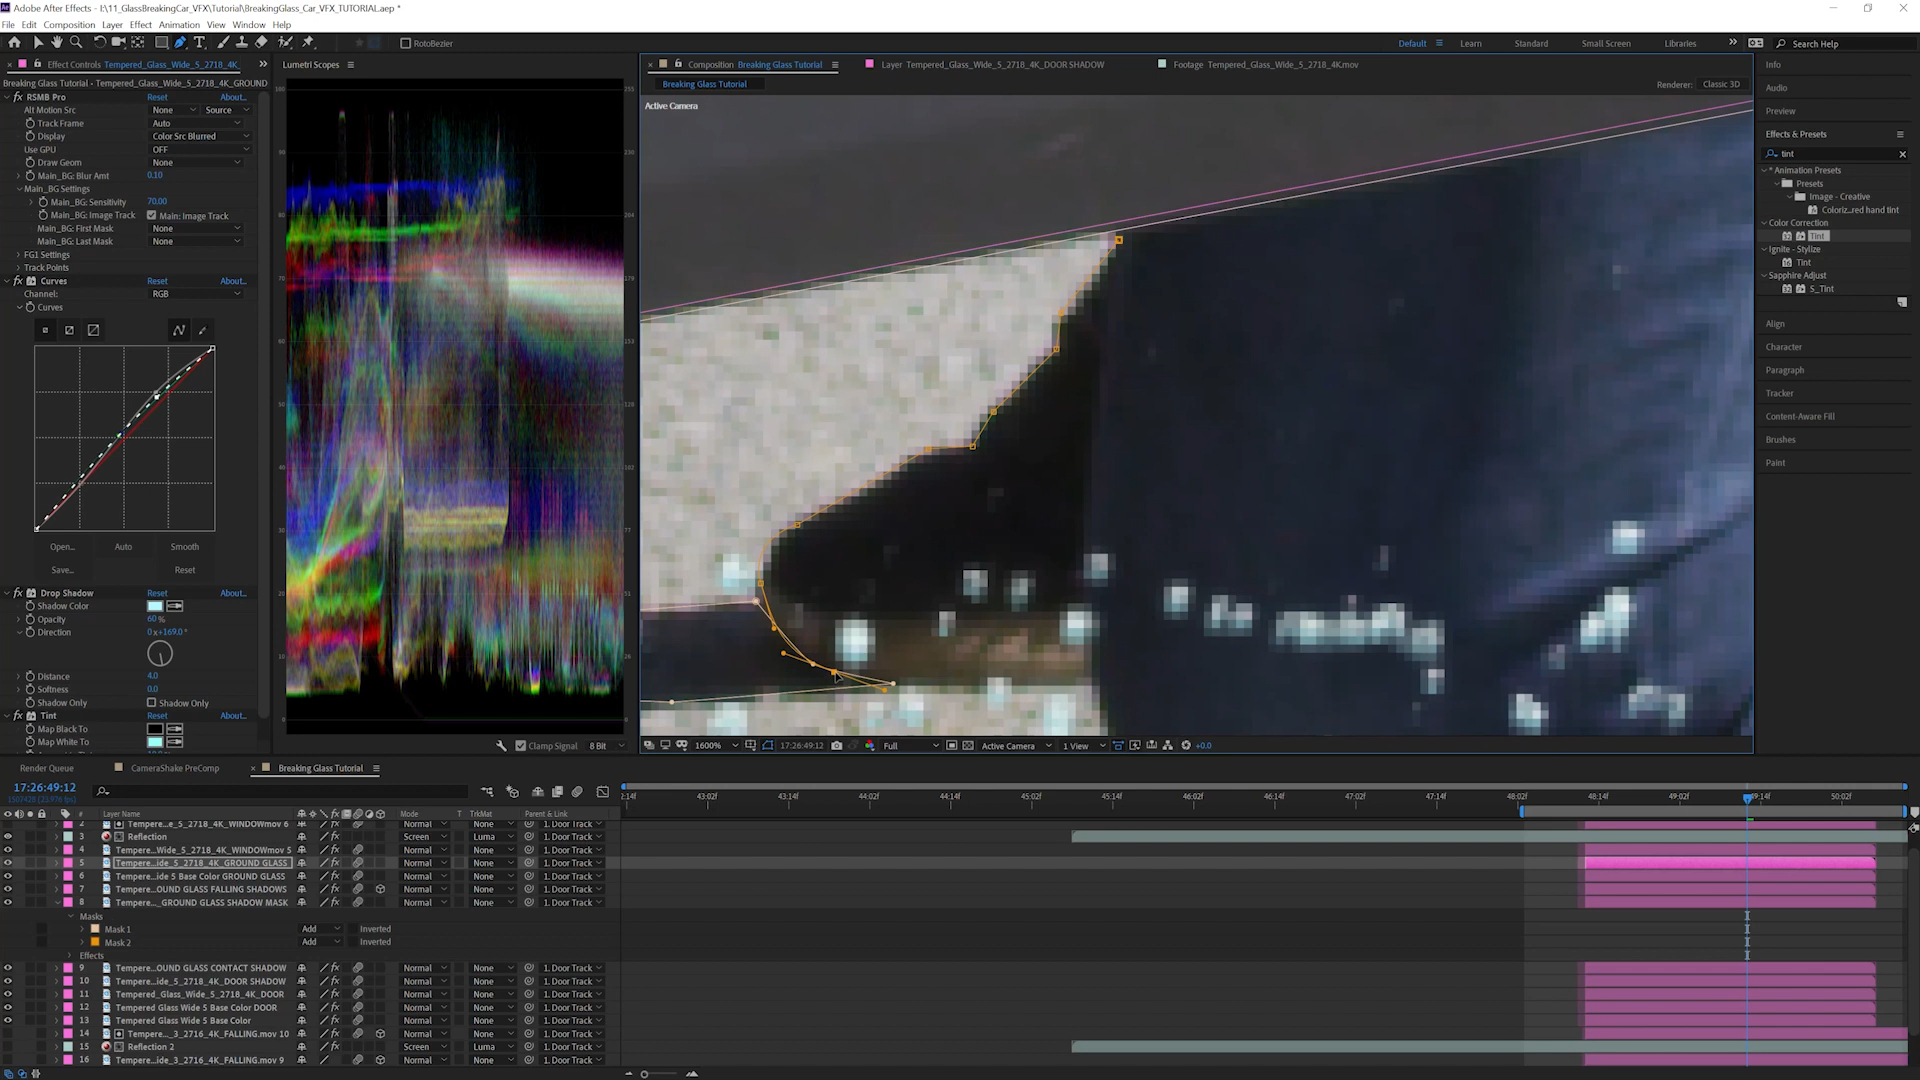 Adobe After Effects - I:\11_GlassBreakingCar_VFX\Tutorial\BreakingGlass_Car_VFX_TUTORIAL.aep *
File Edit Composition Layer Effect Animation View Window Help
RotoBezier
Default Learn Standard Small Screen Libraries Search Help
Effect Controls Tempered_Glass_Wide_5_2718_4K_
Breaking Glass Tutorial - Tempered_Glass_Wide_5_2718_4K_GROUND
RSMB Pro Reset About...
Alt Motion Src None Source
Track Frame Auto
Display Color Src Blurred
Use GPU OFF
Draw Geom None
Main_BG: Blur Amt 0.10
Main_BG Settings
Main_BG: Sensitivity 70.00
Main_BG: Image Track Main: Image Track
Main_BG: First Mask None
Main_BG: Last Mask None
FG1 Settings
Track Points
Curves Reset About...
Channel: RGB
Curves
Open... Auto Smooth
Save... Reset
Drop Shadow Reset About...
Shadow Color
Opacity 60 %
Direction 0x+169.0°
Distance 4.0
Softness 0.0
Shadow Only Shadow Only
Tint Reset About...
Map Black To
Map White To
Lumetri Scopes
Clamp Signal 8 Bit
Composition Breaking Glass Tutorial
Layer Tempered_Glass_Wide_5_2718_4K_DOOR SHADOW
Footage Tempered_Glass_Wide_5_2718_4K.mov
Breaking Glass Tutorial
Renderer: Classic 3D
Active Camera
1600% 17:26:49:12 Full Active Camera 1 View +0.0
Info
Audio
Preview
Effects & Presets
tint
* Animation Presets
Presets
Image - Creative
Coloriz...red hand tint
Color Correction
Tint
Ignite - Stylize
Tint
Sapphire Adjust
S_Tint
Align
Character
Paragraph
Tracker
Content-Aware Fill
Brushes
Paint
Render Queue CameraShake PreComp Breaking Glass Tutorial
17:26:49:12
2:14f 43:02f 43:14f 44:02f 44:14f 45:02f 45:14f 46:02f 46:14f 47:02f 47:14f 48:02f 48:14f 49:02f 49:14f 50:02f
# Layer Name Mode T TrkMat Parent & Link
2 Tempere...e_5_2718_4K_WINDOWmov 6 Normal None 1. Door Track
3 Reflection Screen Luma 1. Door Track
4 Tempere...Wide_5_2718_4K_WINDOWmov 5 Normal None 1. Door Track
5 Tempere...ide_5_2718_4K_GROUND GLASS Normal None 1. Door Track
6 Tempere...ide 5 Base Color GROUND GLASS Normal None 1. Door Track
7 Tempere...OUND GLASS FALLING SHADOWS Normal None 1. Door Track
8 Tempere..._GROUND GLASS SHADOW MASK Normal None 1. Door Track
Masks
Mask 1 Add Inverted
Mask 2 Add Inverted
Effects
9 Tempere...OUND GLASS CONTACT SHADOW Normal None 1. Door Track
10 Tempere...ide_5_2718_4K_DOOR SHADOW Normal None 1. Door Track
11 Tempered_Glass_Wide_5_2718_4K_DOOR Normal None 1. Door Track
12 Tempered Glass Wide 5 Base Color DOOR Normal None 1. Door Track
13 Tempered Glass Wide 5 Base Color Normal None 1. Door Track
14 Tempere..._3_2716_4K_FALLING.mov 10 Normal None 1. Door Track
15 Reflection 2 Screen Luma 1. Door Track
16 Tempere...ide_3_2716_4K_FALLING.mov 9 Normal None 1. Door Track